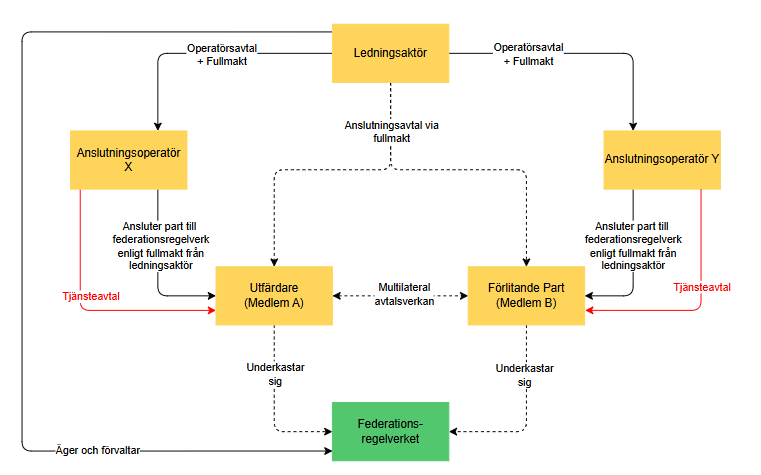 Ledningsaktör
Operatörsavtal
+ Fullmakt
Operatörsavtal
+ Fullmakt
Anslutningsavtal via
fullmakt
Anslutningsoperatör
X
Anslutningsoperatör Y
Ansluter part till
federationsregelverk
enligt fullmakt från
ledningsaktör
Ansluter part till
federationsregelverk
enligt fullmakt från
ledningsaktör
Tjänsteavtal
Tjänsteavtal
Utfärdare
(Medlem A)
Multilateral
avtalsverkan
Förlitande Part
(Medlem B)
Underkastar
sig
Underkastar
sig
Federations-
regelverket
Äger och förvaltar